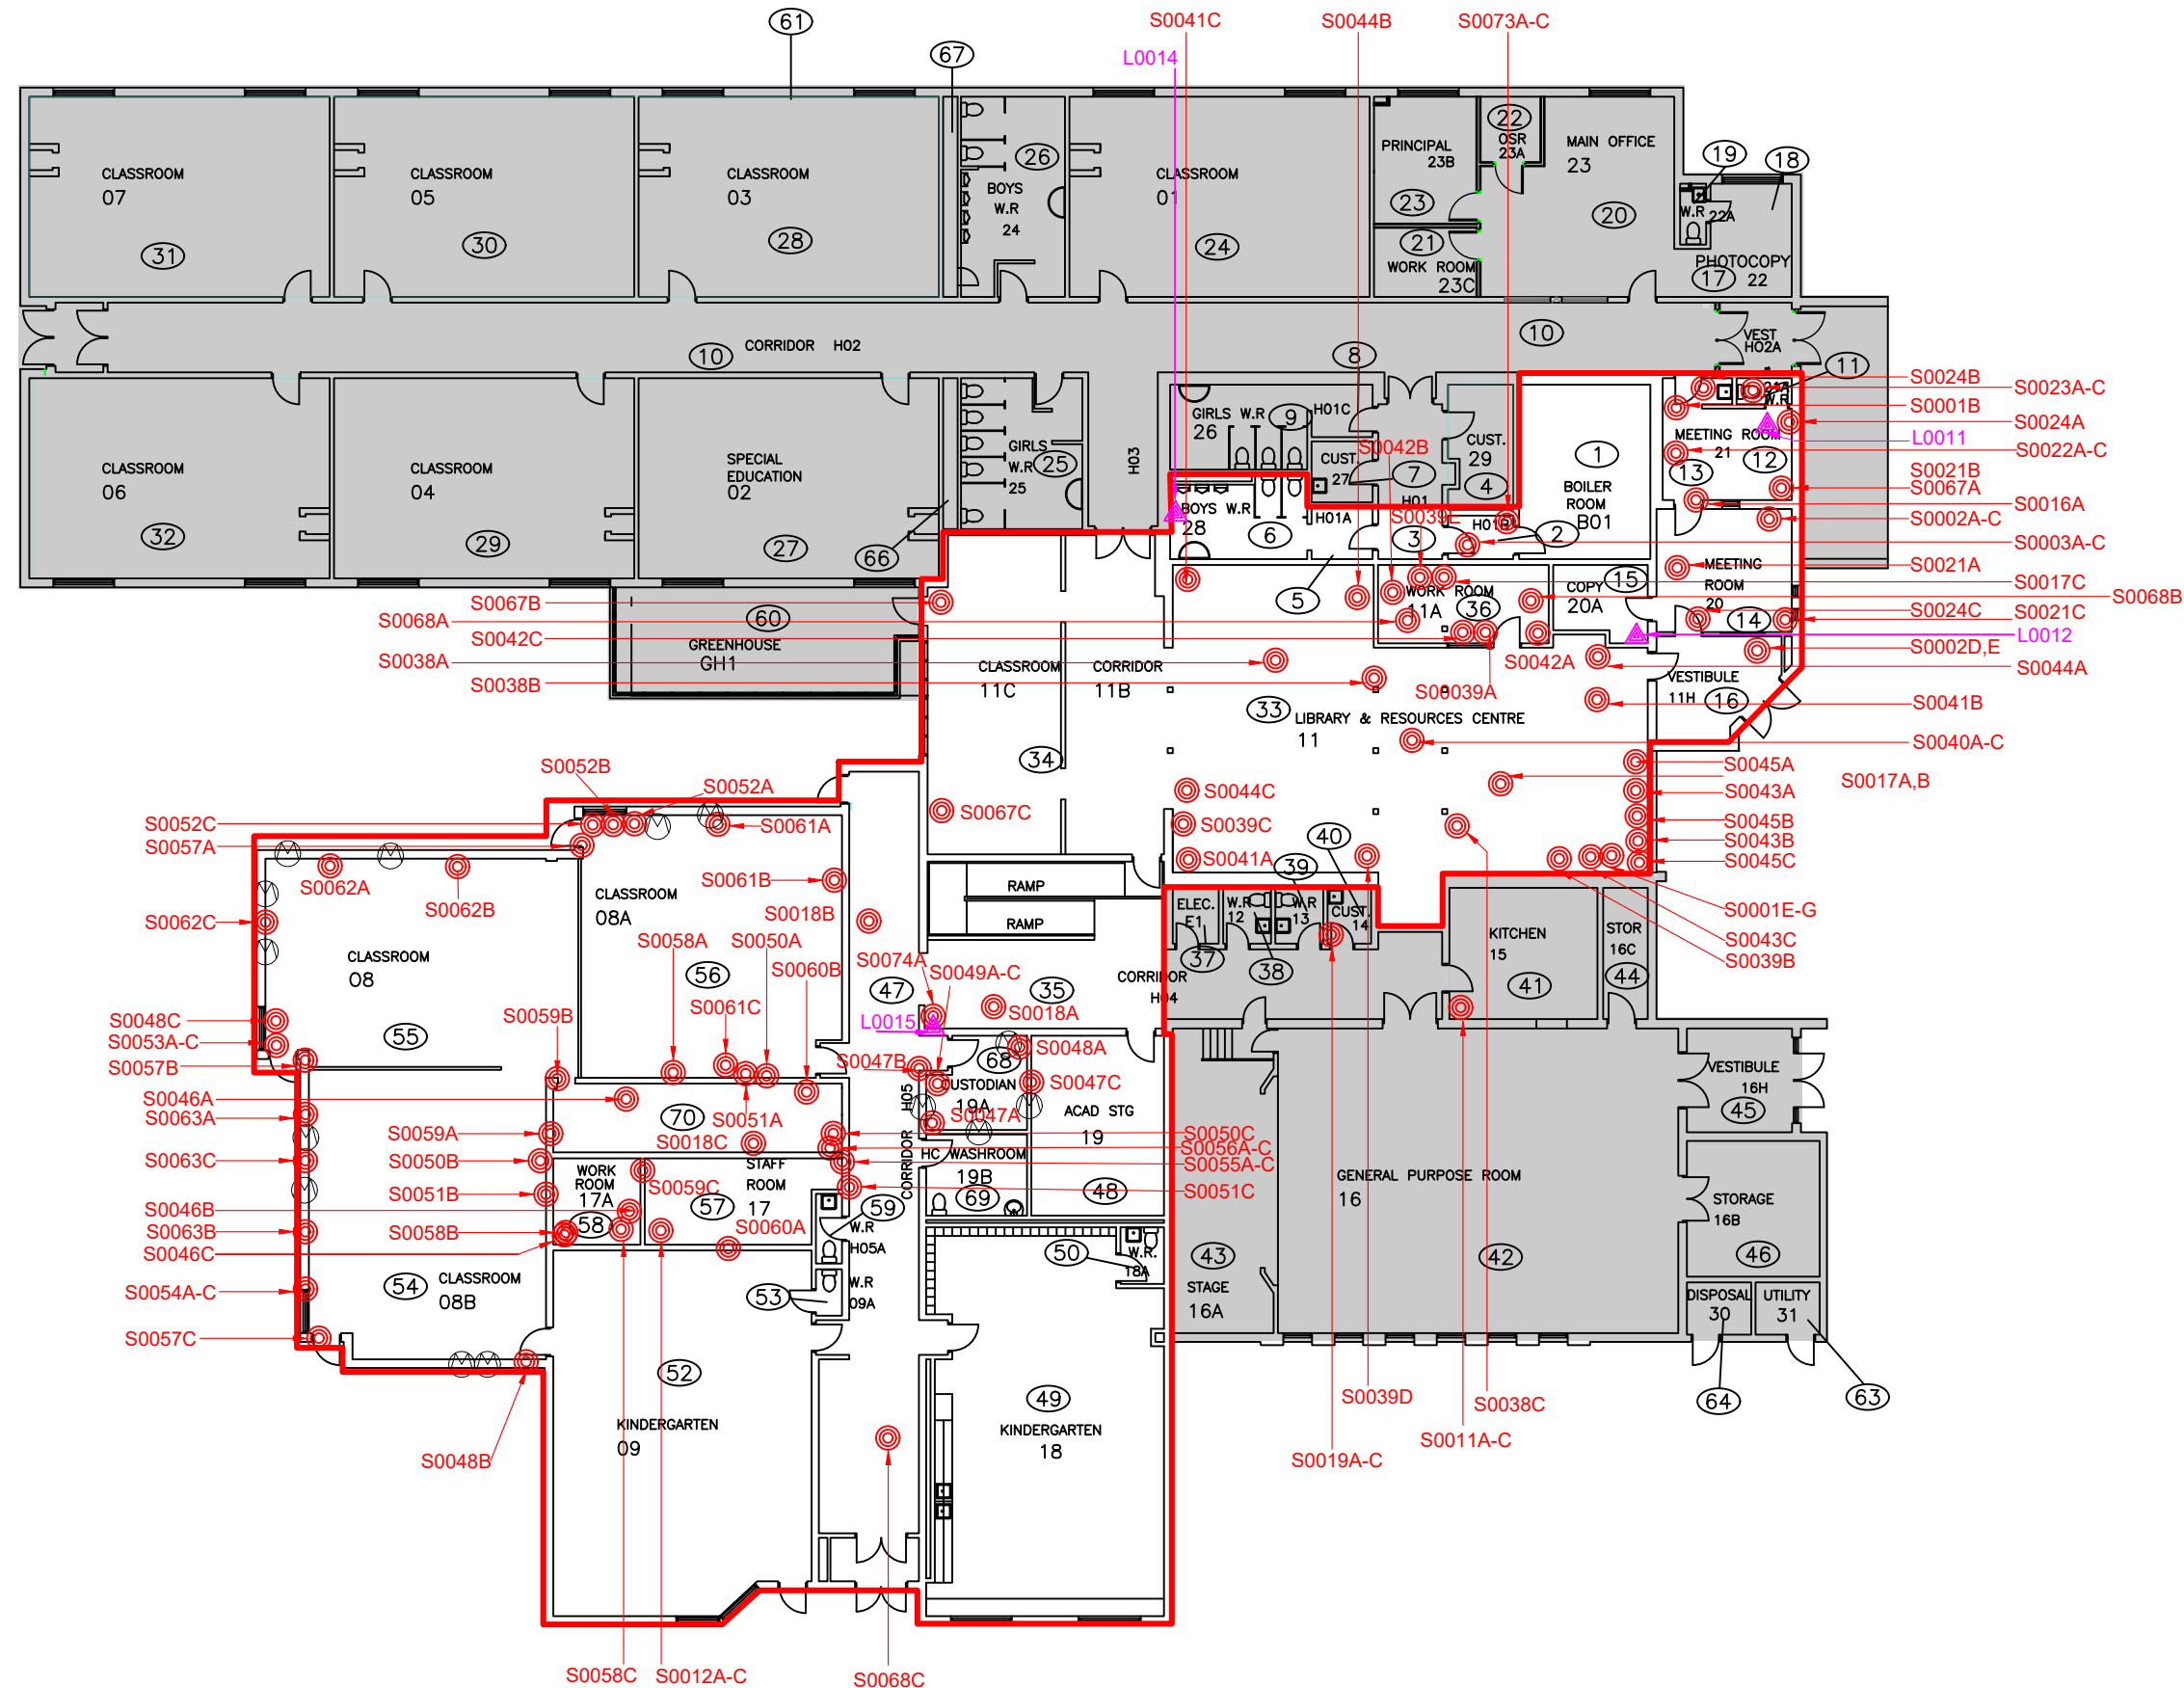 S0041C
S0044B
S0073A-C
L0014
61
67
22
OSR
23A
MAIN OFFICE
23
PRINCIPAL
23B
19
18
CLASSROOM
07
CLASSROOM
05
CLASSROOM
03
26
BOYS
W.R
24
CLASSROOM
01
23
20
W.R
22A
31
30
28
24
21
WORK ROOM
23C
PHOTOCOPY
17
22
10
CORRIDOR H02
10
8
VEST
H02A
11
S0024B
S0023A-C
S0001B
S0024A
L0011
S0022A-C
S0021B
S0067A
S0016A
S0002A-C
S0003A-C
S0021A
S0017C
S0068B
S0024C
S0021C
L0012
S0002D,E
S0044A
S0041B
S0040A-C
21A
W.R
MEETING ROOM
21
12
13
GIRLS W.R
26
9
H01C
S0042B
CUST.
29
4
1
BOILER
ROOM
B01
CUST.
27
7
H01
H03
GIRLS
W.R
25
25
CLASSROOM
06
CLASSROOM
04
SPECIAL
EDUCATION
02
BOYS W.R
28
6
H01A
S0039E
3
H01B
2
32
29
27
66
MEETING
ROOM
20
14
COPY
20A
15
WORK ROOM
11A
36
5
S0067B
S0068A
S0042C
S0038A
S0038B
60
GREENHOUSE
GH1
S0042A
S00039A
CLASSROOM
11C
CORRIDOR
11B
33
LIBRARY & RESOURCES CENTRE
11
VESTIBULE
11H
16
34
S0045A
S0017A,B
S0043A
S0045B
S0043B
S0045C
S0052B
S0052A
S0052C
S0057A
S0061A
S0067C
S0044C
S0039C
S0041A
40
39
S0062A
S0062B
S0061B
S0018B
S0062C
CLASSROOM
08A
RAMP
RAMP
ELEC.
E1
W.R
12
W.R
13
CUST.
14
S0001E-G
S0043C
S0039B
KITCHEN
15
STOR
16C
CLASSROOM
08
S0058A
S0050A
S0060B
S0074A
S0049A-C
56
47
35
CORRIDOR
H04
37
38
41
44
S0048C
S0053A-C
S0057B
S0059B
S0061C
L0015
S0018A
55
S0047B
68
S0048A
CUSTODIAN
19A
S0047C
VESTIBULE
16H
45
S0046A
S0063A
70
S0051A
H05
S0047A
ACAD STG
19
S0059A
S0018C
S0050C
S0056A-C
S0055A-C
S0051C
S0063C
S0050B
WORK
ROOM
17A
STAFF
ROOM
17
CORRIDOR
HC WASHROOM
19B
69
48
GENERAL PURPOSE ROOM
16
STORAGE
16B
46
S0051B
S0059C
57
59
S0046B
S0063B
S0058B
58
S0060A
W.R
H05A
S0046C
50
W.R.
18A
43
42
S0054A-C
54
CLASSROOM
08B
53
W.R
09A
STAGE
16A
DISPOSAL
30
UTILITY
31
S0057C
52
49
KINDERGARTEN
09
KINDERGARTEN
18
64
63
S0048B
S0039D
S0038C
S0011A-C
S0019A-C
S0058C
S0012A-C
S0068C